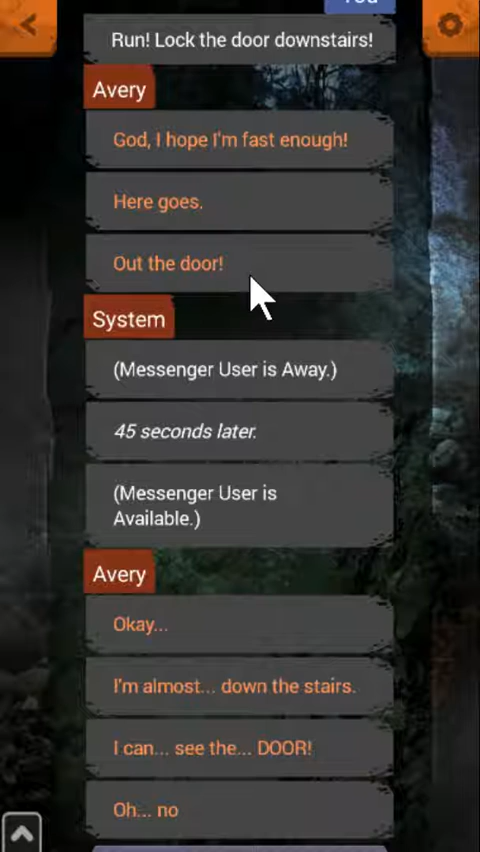 You
Run! Lock the door downstairs!
Avery
God, I hope I'm fast enough!
Here goes.
Out the door!
System
(Messenger User is Away.)
45 seconds later.
(Messenger User is
Available.)
Avery
Okay...
I'm almost... down the stairs.
I can... see the... DOOR!
Oh... no